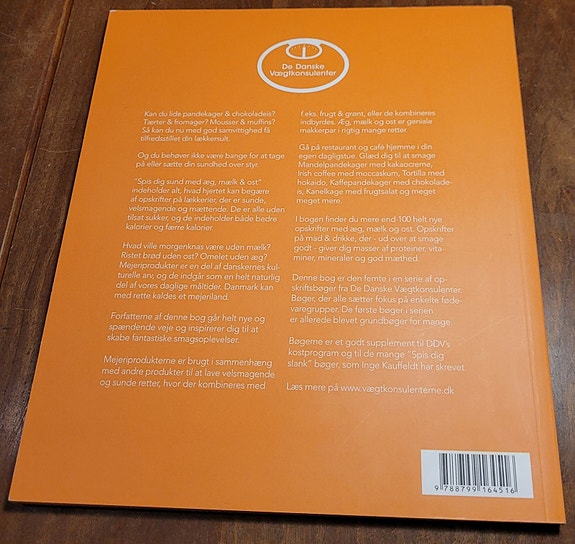 De Danske
Vægtkonsulenter
Kan du lide pandekager & chokoladeis?
Tærter & fromager? Mousser & muffins?
Så kan du nu med god samvittighed få
tilfredsstillet din lækkersult.
Og du behøver ikke være bange for at tage
på eller sætte din sundhed over styr.
"Spis dig sund med æg, mælk & ost"
indeholder alt, hvad hjertet kan begære
af opskrifter på lækkerier, der er sunde,
velsmagende og mættende. De er alle uden
tilsat sukker, og de indeholder både bedre
kalorier og færre kalorier.
Hvad ville morgenknas være uden mælk?
Ristet brød uden ost? Omelet uden æg?
Mejeriprodukter er en del af danskernes kul-
turelle arv, og de indgår som en helt naturlig
del af vores daglige måltider. Danmark kan
med rette kaldes et mejeriland.
Forfatterne af denne bog går helt nye og
spændende veje og inspirerer dig til at
skabe fantastiske smagsoplevelser.
Mejeriprodukterne er brugt i sammenhæng
med andre produkter til at lave velsmagende
og sunde retter, hvor der kombineres med
f.eks. frugt & grønt, eller de kombineres
indbyrdes. Æg, mælk og ost er geniale
makkerpar i rigtig mange retter.
Gå på restaurant og café hjemme i din
egen dagligstue. Glæd dig til at smage
Mandelpandekager med kakaocreme,
Irish coffee med moccaskum, Tortilla med
hokaido, Kaffepandekager med chokolade-
is, Kanelkage med frugtsalat og meget
meget mere.
I bogen finder du mere end 100 helt nye
opskrifter med æg, mælk og ost. Opskrifter
på mad & drikke, der - ud over at smage
godt - giver dig masser af proteiner, vita-
miner, mineraler og god mæthed.
Denne bog er den femte i en serie af op-
skriftsbøger fra De Danske Vægtkonsulenter.
Bøger, der alle sætter fokus på enkelte føde-
varegrupper. De første bøger i serien
er allerede blevet grundbøger for mange.
Bøgerne er et godt supplement til DDV's
kostprogram og til de mange "Spis dig
slank" bøger, som Inge Kauffeldt har skrevet.
Læs mere på www.vægtkonsulenterne.dk
9 788799 164516